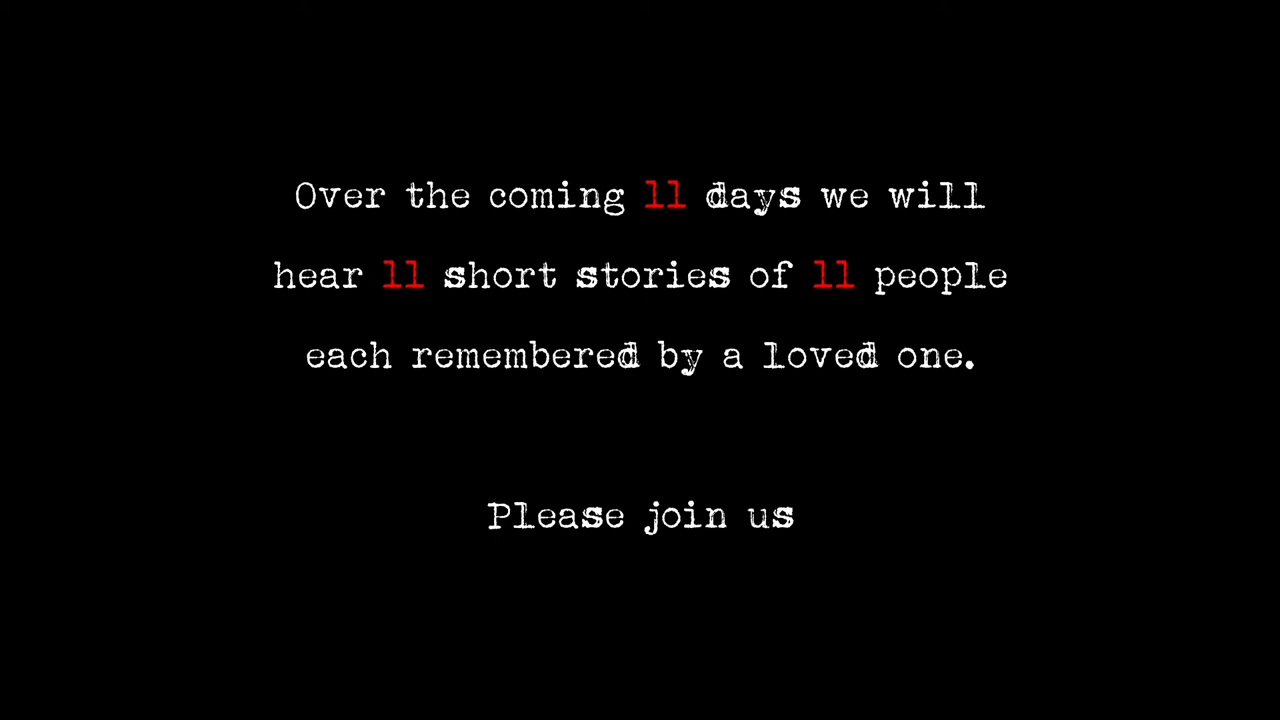 Over the coming 11 days we will
hear 11 short stories of 11 people
each remembered by a loved one.
Please join us